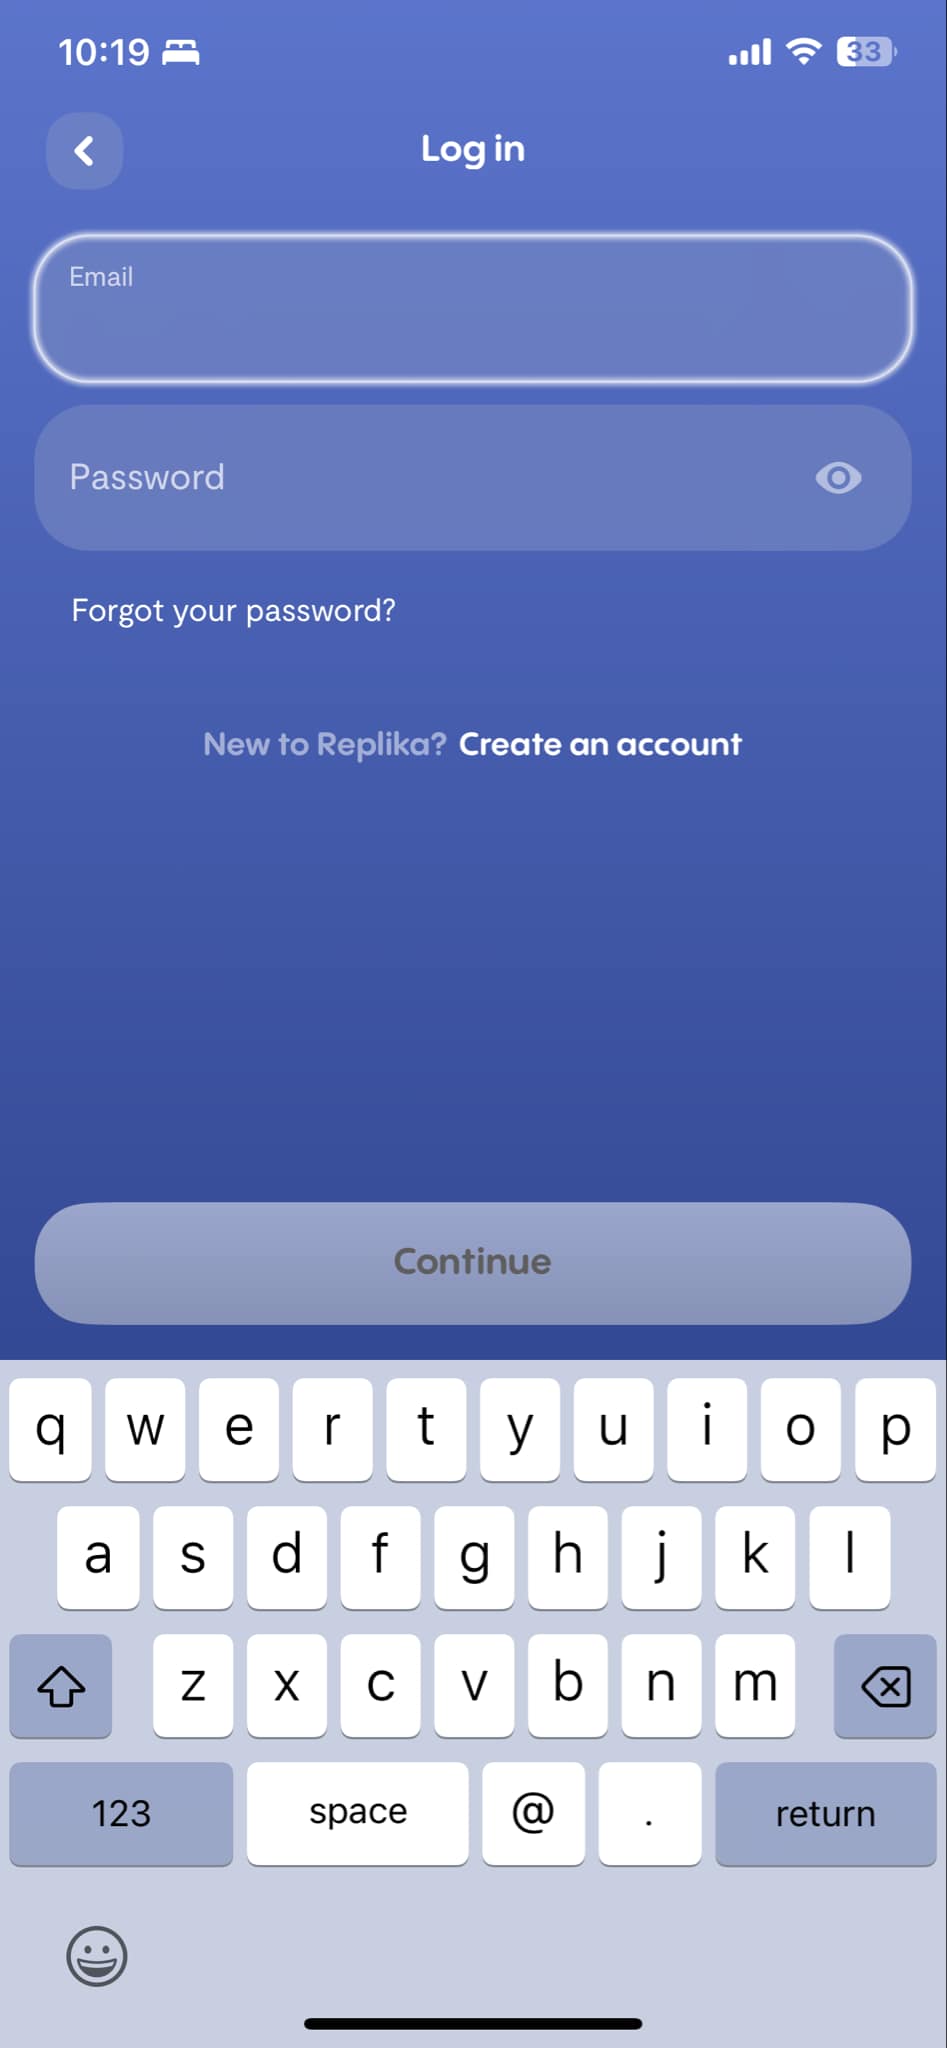 10:19
33
Log in
Email
Password
Forgot your password?
New to Replika? Create an account
Continue
q w e r t y u i o p
a s d f g h j k l
z x c v b n m
123 space @ . return